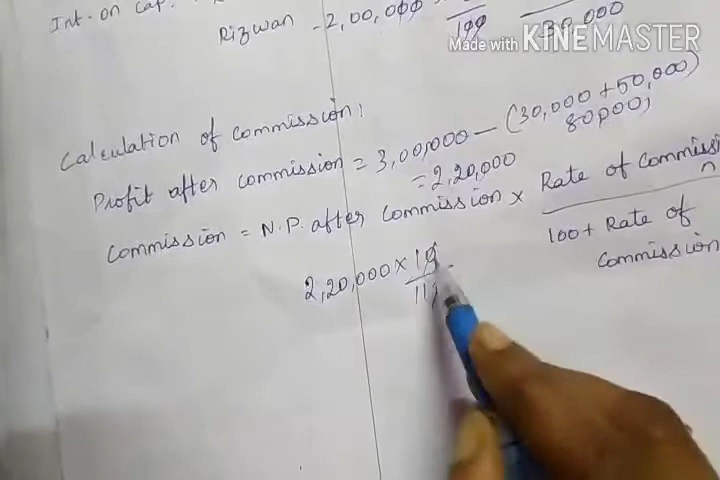 Int. on Cap.
Rizwan - 2,00,000 ×
100
30,000
Made with KINEMASTER
Calculation of commission:
Profit after commission = 3,00,000 - (30,000 + 50,000)
80,000)
= 2,20,000
Commission = N.P. after commission × Rate of Commissi
100 + Rate of
Commission
2,20,000 × 10
11